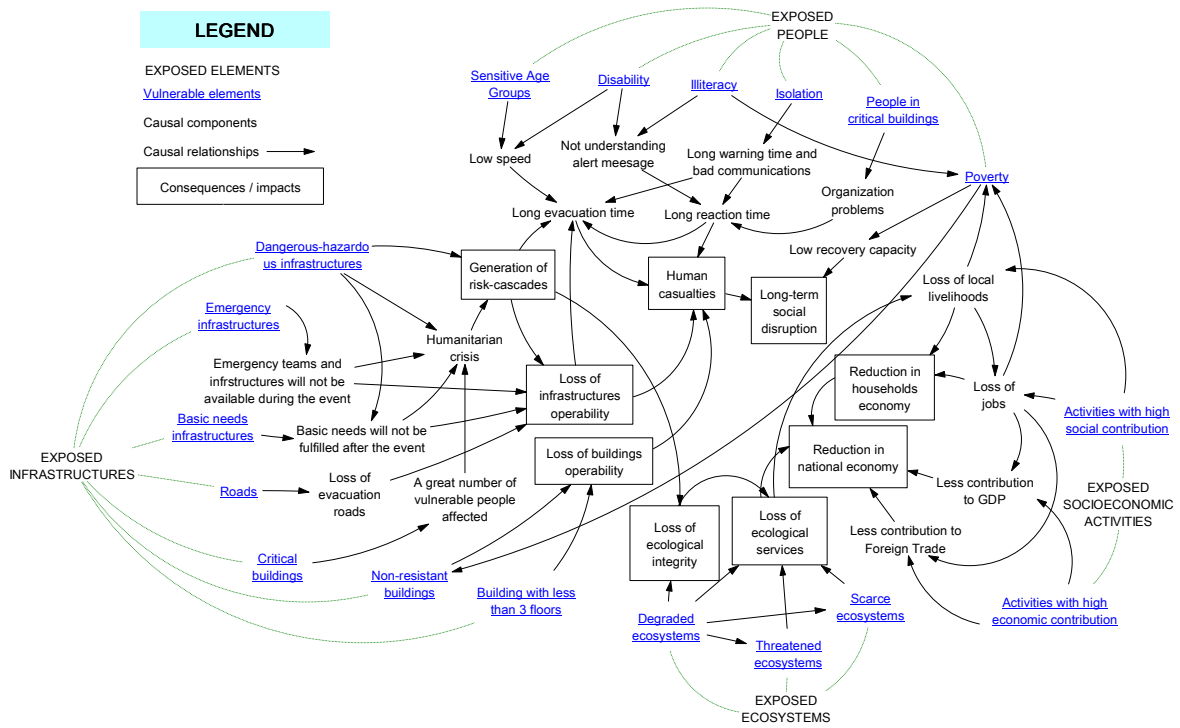 LEGEND
EXPOSED ELEMENTS
Vulnerable elements
Causal components
Causal relationships
Consequences / impacts
EXPOSED
PEOPLE
Sensitive Age
Groups
Disability
Illiteracy
Isolation
People in
critical buildings
Low speed
Not understanding
alert meesage
Long warning time and
bad communications
Poverty
Organization
problems
Long evacuation time
Long reaction time
Low recovery capacity
Dangerous-hazardo
us infrastructures
Generation of
risk-cascades
Human
casualties
Long-term
social
disruption
Loss of local
livelihoods
Emergency
infrastructures
Humanitarian
crisis
Emergency teams and
infrstructures will not be
available during the event
Loss of
infrastructures
operability
Reduction in
households
economy
Loss of
jobs
Activities with high
social contribution
Basic needs
infrastructures
Basic needs will not be
fulfilled after the event
Loss of buildings
operability
Reduction in
national economy
EXPOSED
INFRASTRUCTURES
Roads
Loss of
evacuation
roads
A great number of
vulnerable people
affected
Less contribution
to GDP
EXPOSED
SOCIOECONOMIC
ACTIVITIES
Loss of
ecological
integrity
Loss of
ecological
services
Less contribution to
Foreign Trade
Critical
buildings
Non-resistant
buildings
Building with less
than 3 floors
Degraded
ecosystems
Threatened
ecosystems
Scarce
ecosystems
Activities with high
economic contribution
EXPOSED
ECOSYSTEMS